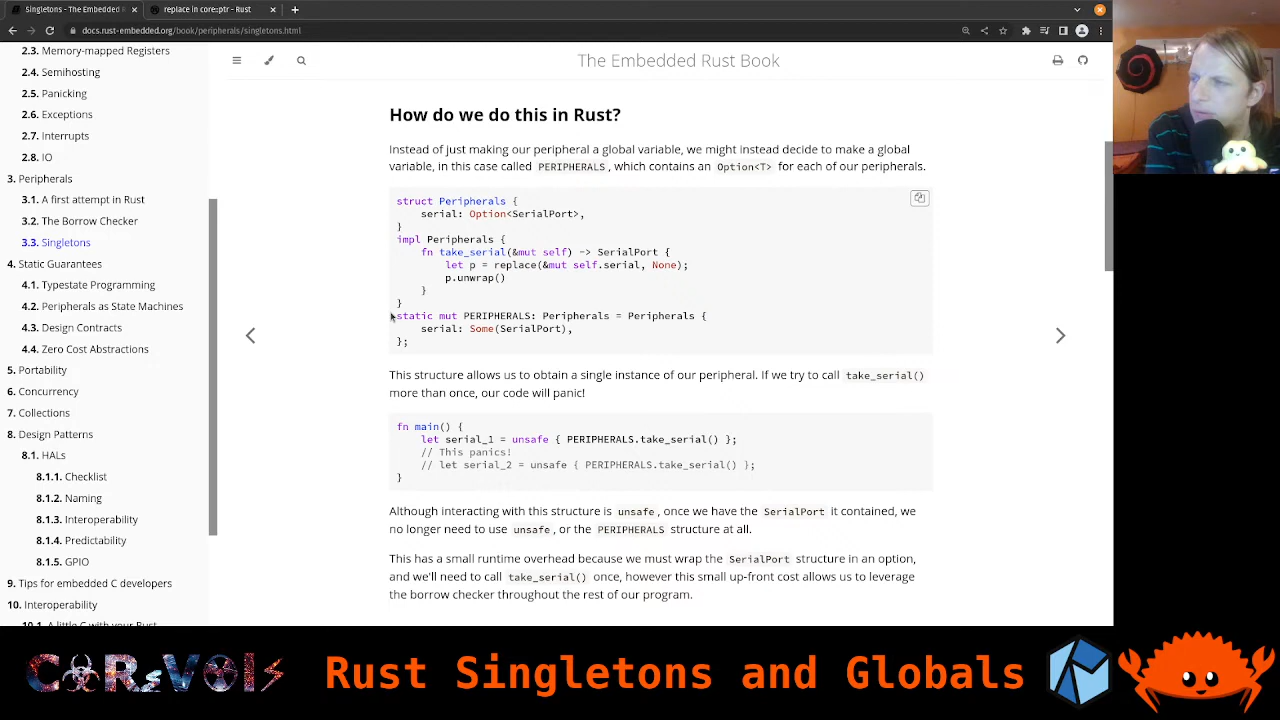 Singletons - The Embedded R
replace in core::ptr - Rust
docs.rust-embedded.org/book/peripherals/singletons.html
2.3. Memory-mapped Registers
2.4. Semihosting
2.5. Panicking
2.6. Exceptions
2.7. Interrupts
2.8. IO
3. Peripherals
3.1. A first attempt in Rust
3.2. The Borrow Checker
3.3. Singletons
4. Static Guarantees
4.1. Typestate Programming
4.2. Peripherals as State Machines
4.3. Design Contracts
4.4. Zero Cost Abstractions
5. Portability
6. Concurrency
7. Collections
8. Design Patterns
8.1. HALs
8.1.1. Checklist
8.1.2. Naming
8.1.3. Interoperability
8.1.4. Predictability
8.1.5. GPIO
9. Tips for embedded C developers
10. Interoperability
10.1. A little C with your Rust
The Embedded Rust Book
How do we do this in Rust?
Instead of just making our peripheral a global variable, we might instead decide to make a global
variable, in this case called PERIPHERALS, which contains an Option<T> for each of our peripherals.
struct Peripherals {
serial: Option<SerialPort>,
}
impl Peripherals {
fn take_serial(&mut self) -> SerialPort {
let p = replace(&mut self.serial, None);
p.unwrap()
}
}
static mut PERIPHERALS: Peripherals = Peripherals {
serial: Some(SerialPort),
};
This structure allows us to obtain a single instance of our peripheral. If we try to call take_serial()
more than once, our code will panic!
fn main() {
let serial_1 = unsafe { PERIPHERALS.take_serial() };
// This panics!
// let serial_2 = unsafe { PERIPHERALS.take_serial() };
}
Although interacting with this structure is unsafe, once we have the SerialPort it contained, we
no longer need to use unsafe, or the PERIPHERALS structure at all.
This has a small runtime overhead because we must wrap the SerialPort structure in an option,
and we'll need to call take_serial() once, however this small up-front cost allows us to leverage
the borrow checker throughout the rest of our program.
Rust Singletons and Globals